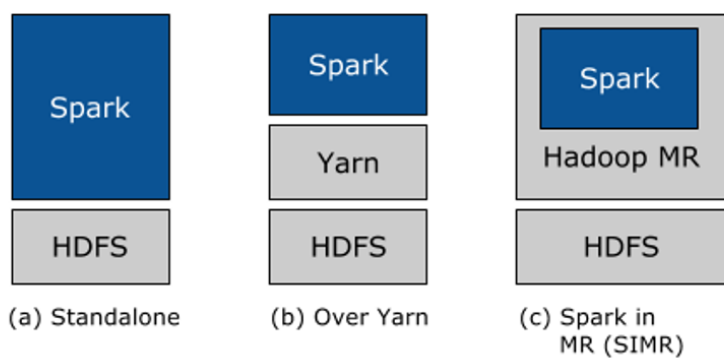 Spark
HDFS
(a) Standalone
Spark
Yarn
HDFS
(b) Over Yarn
Spark
Hadoop MR
HDFS
(c) Spark in
MR (SIMR)